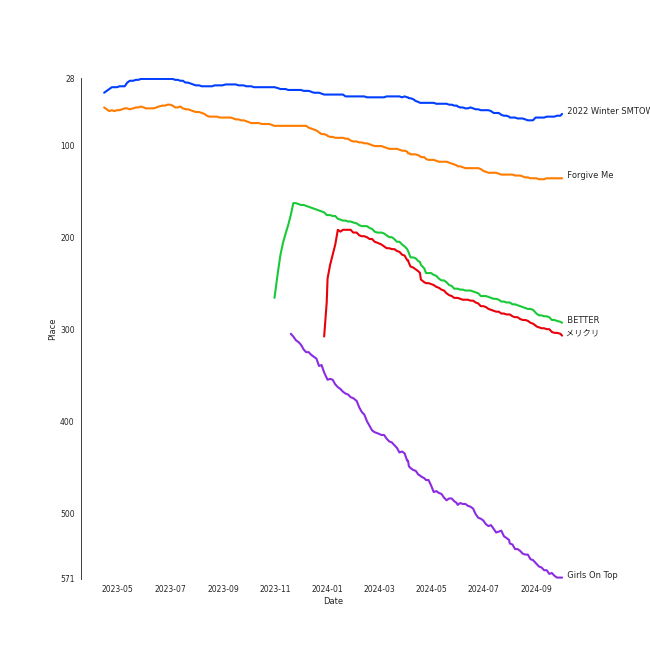 28
2022 Winter SMTOW
100
Forgive Me
200
300
BETTER
メリクリ
Place
400
500
571
Girls On Top
2023-05 2023-07 2023-09 2023-11 2024-01 2024-03 2024-05 2024-07 2024-09
Date